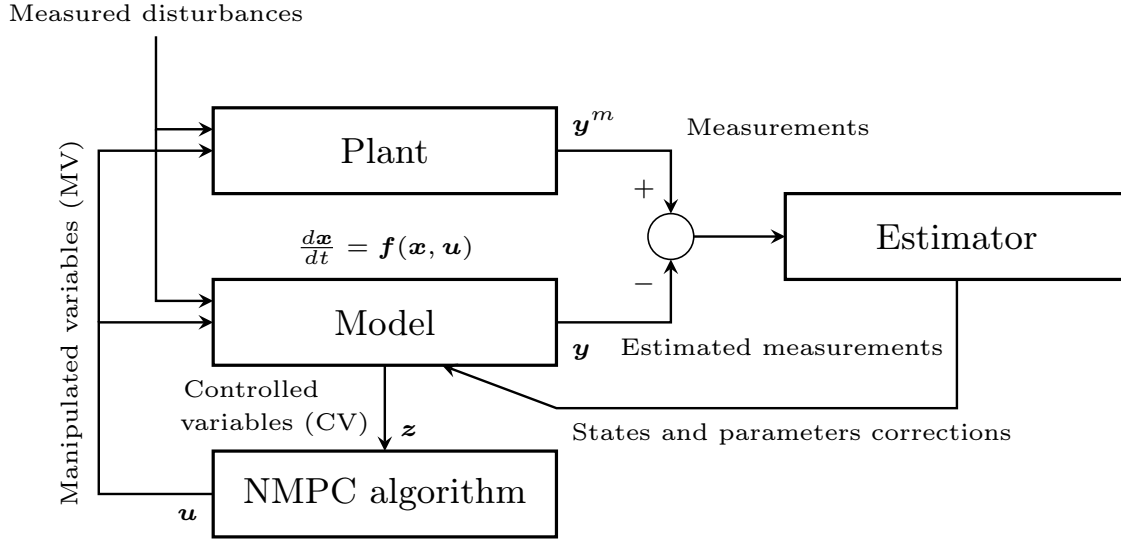 Measured disturbances
Manipulated variables (MV)
Plant
y^m
Measurements
+
Estimator
dx/dt = f(x, u)
−
Model
y
Estimated measurements
Controlled
variables (CV)
z
States and parameters corrections
NMPC algorithm
u